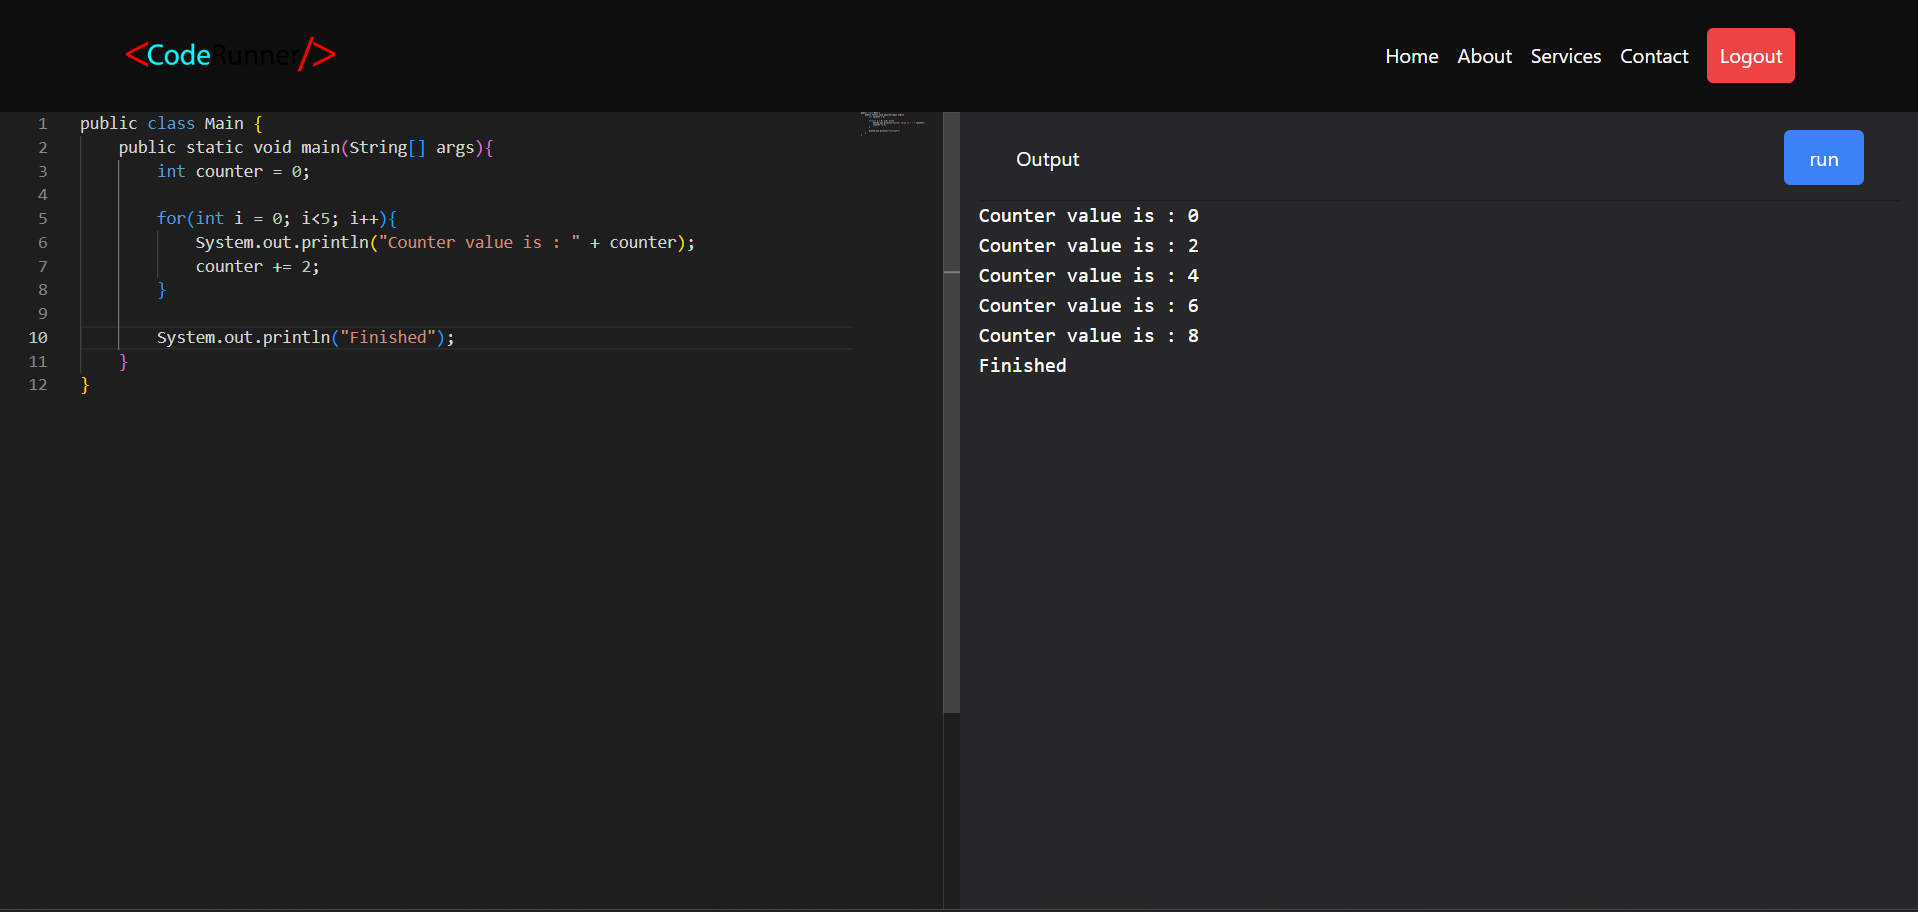 <CodeRunner/>
Home About Services Contact Logout
1 public class Main {
2     public static void main(String[] args){
3         int counter = 0;
4
5         for(int i = 0; i<5; i++){
6             System.out.println("Counter value is : " + counter);
7             counter += 2;
8         }
9
10         System.out.println("Finished");
11     }
12 }
Output
run
Counter value is : 0
Counter value is : 2
Counter value is : 4
Counter value is : 6
Counter value is : 8
Finished